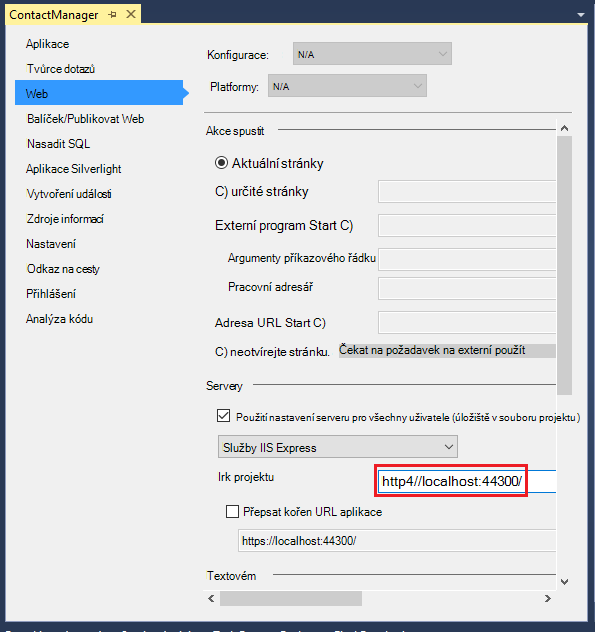 ContactManager
Aplikace
Tvůrce dotazů
Web
Balíček/Publikovat Web
Nasadit SQL
Aplikace Silverlight
Vytvoření události
Zdroje informací
Nastavení
Odkaz na cesty
Přihlášení
Analýza kódu
Konfigurace: N/A
Platformy: N/A
Akce spustit
Aktuální stránky
C) určité stránky
Externí program Start C)
Argumenty příkazového řádku
Pracovní adresář
Adresa URL Start C)
C) neotvírejte stránku. Čekat na požadavek na externí použít
Servery
Použití nastavení serveru pro všechny uživatele (úložiště v souboru projektu)
Služby IIS Express
Irk projektu http4//localhost:44300/
Přepsat kořen URL aplikace
https://localhost:44300/
Textovém